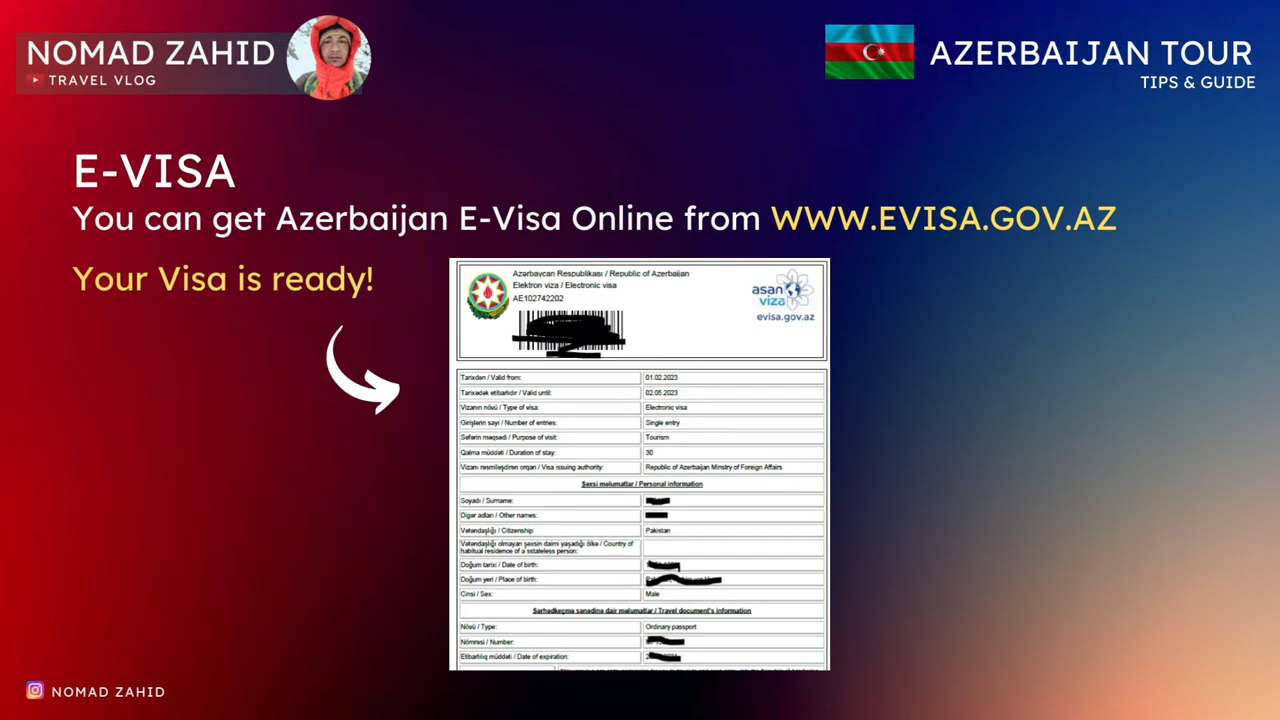 NOMAD ZAHID
TRAVEL VLOG
AZERBAIJAN TOUR
TIPS & GUIDE
E-VISA
You can get Azerbaijan E-Visa Online from WWW.EVISA.GOV.AZ
Your Visa is ready!
Azərbaycan Respublikası / Republic of Azerbaijan
Elektron viza / Electronic visa
AE102742202
asan viza
evisa.gov.az
Tarixdən / Valid from: 01.02.2023
Tarixədək etibarlıdır / Valid until: 02.05.2023
Vizanın növü / Type of visa: Electronic visa
Girişlərin sayı / Number of entries: Single entry
Səfərin məqsədi / Purpose of visit: Tourism
Qalma müddəti / Duration of stay: 30
Vizanı rəsmiləşdirən orqan / Visa issuing authority: Republic of Azerbaijan Ministry of Foreign Affairs
Şəxsi məlumatlar / Personal information
Soyadı / Surname:
Digər adları / Other names:
Vətəndaşlığı / Citizenship: Pakistan
Vətəndaşlığı olmayan şəxsin daimi yaşadığı ölkə / Country of
habitual residence of a sstateless person:
Doğum tarixi / Date of birth:
Doğum yeri / Place of birth:
Cinsi / Sex: Male
Sərhədkeçmə sənədinə dair məlumatlar / Travel document's information
Növü / Type: Ordinary passport
Nömrəsi / Number:
Etibarlılıq müddəti / Date of expiration:
NOMAD ZAHID